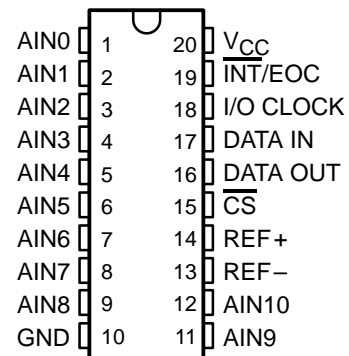 AIN0 1 20 VCC
AIN1 2 19 INT/EOC
AIN2 3 18 I/O CLOCK
AIN3 4 17 DATA IN
AIN4 5 16 DATA OUT
AIN5 6 15 CS
AIN6 7 14 REF+
AIN7 8 13 REF–
AIN8 9 12 AIN10
GND 10 11 AIN9